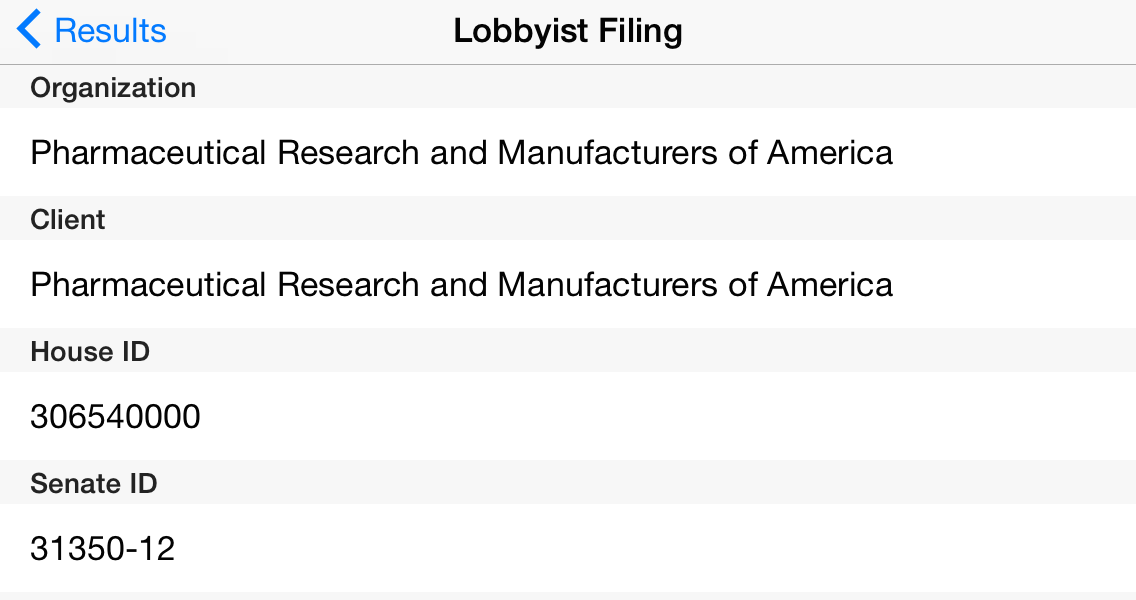 Results
Lobbyist Filing
Organization
Pharmaceutical Research and Manufacturers of America
Client
Pharmaceutical Research and Manufacturers of America
House ID
306540000
Senate ID
31350-12